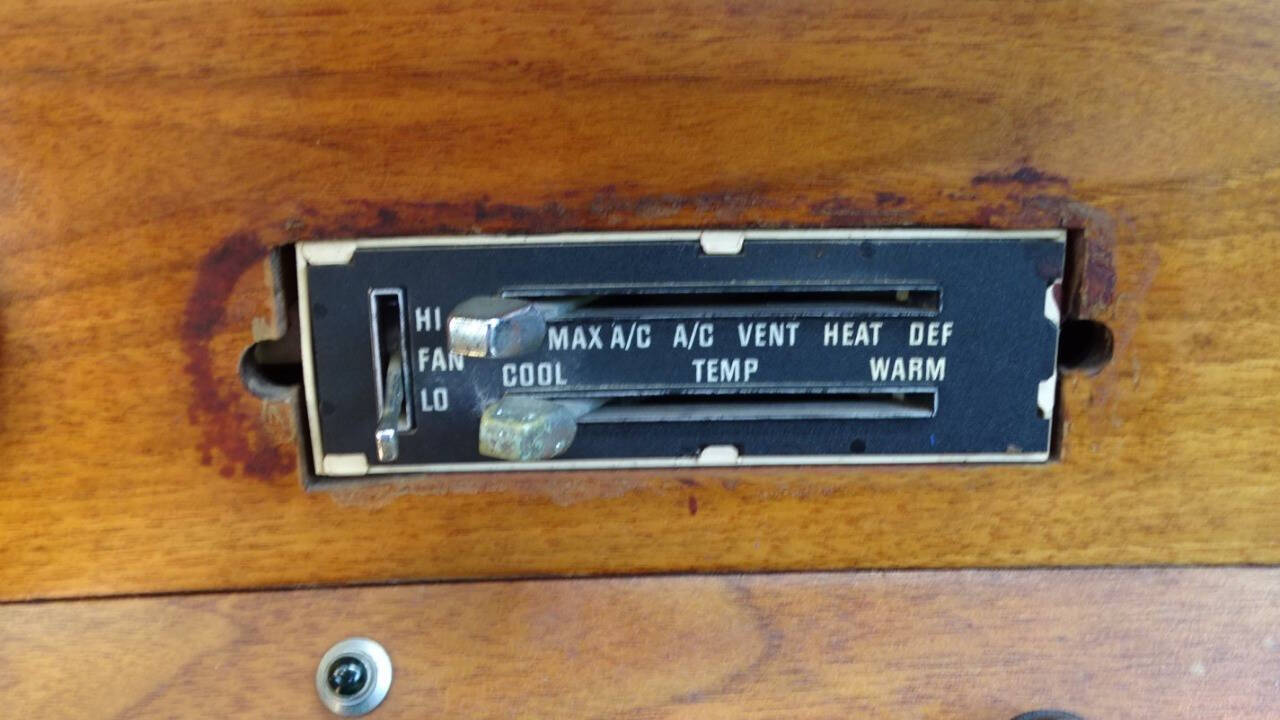 HI
MAX A/C A/C VENT HEAT DEF
FAN
COOL TEMP WARM
LO